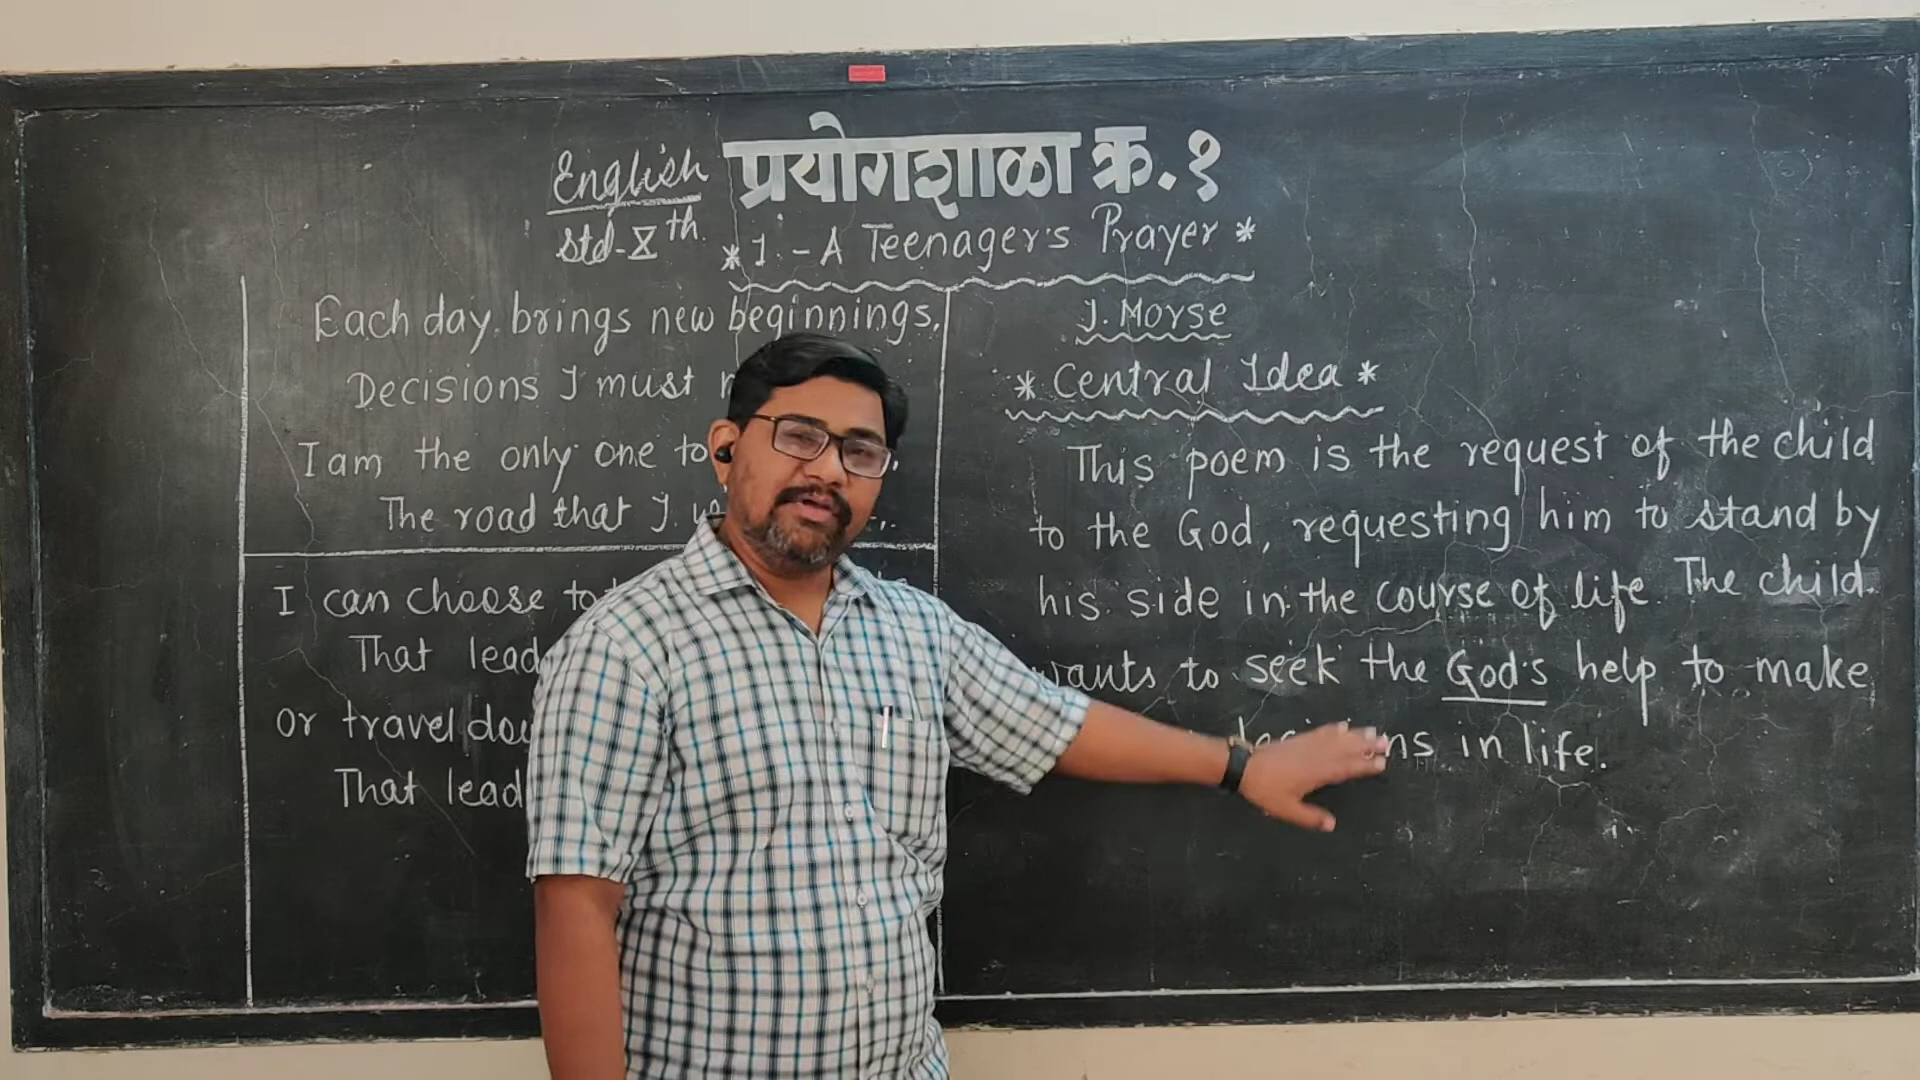 English
Std-Xth.
प्रयोगशाळा क्र. १
*1. - A Teenager's Prayer *
Each day brings new beginnings,
Decisions I must
I am the only one to
The road that I
I can choose to
That lead
or travel
That lead
J. Morse
* Central Idea *
This poem is the request of the child
to the God, requesting him to stand by
his side in the course of life. The child
wants to seek the God's help to make
in life.